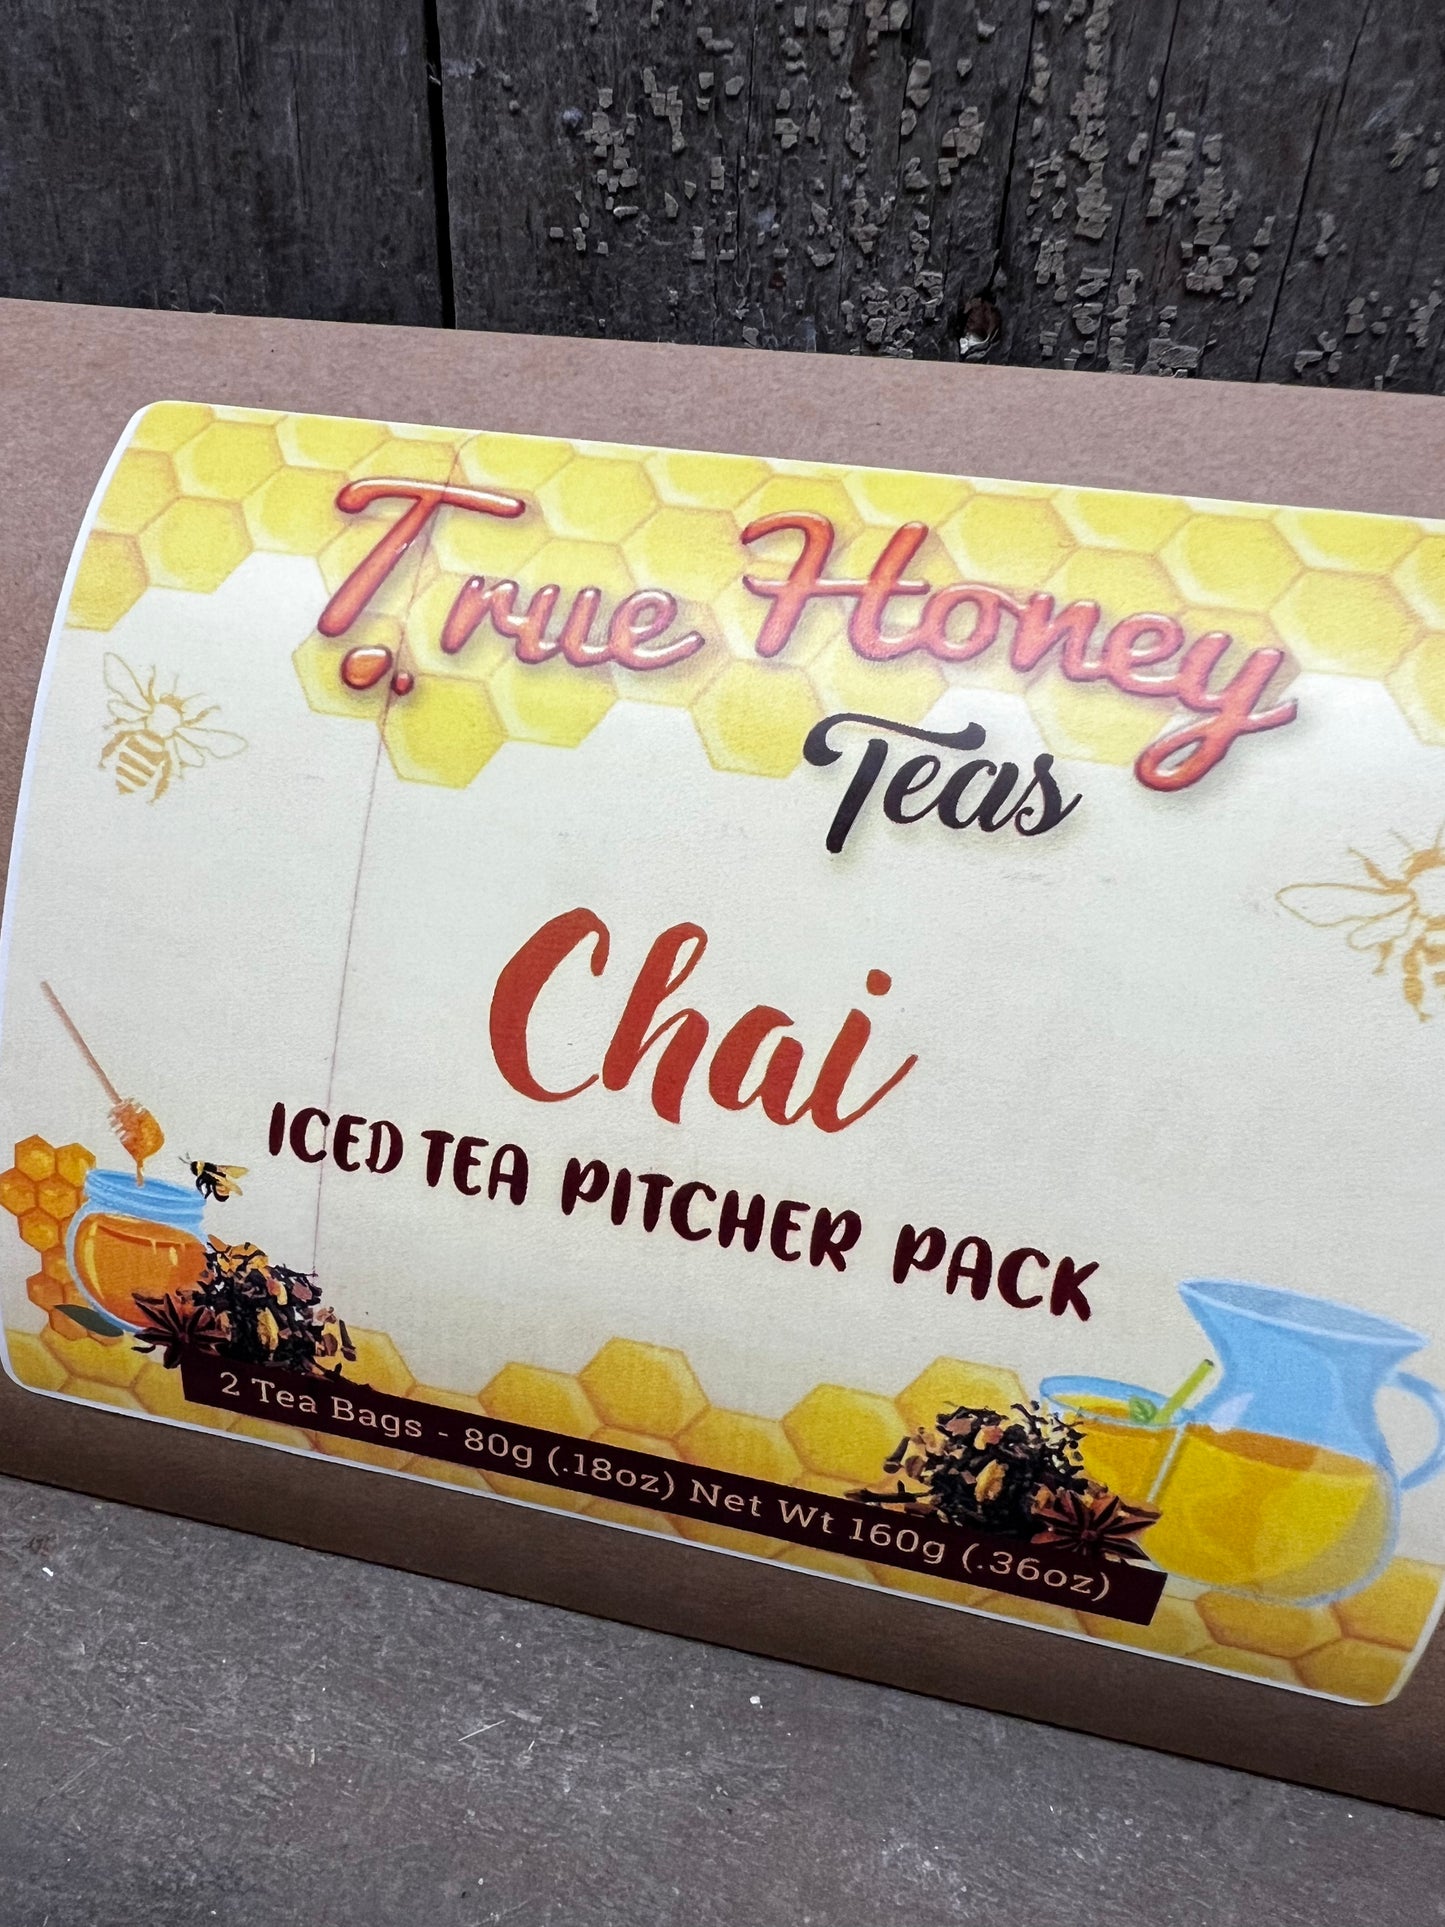 True Honey
Teas
Chai
ICED TEA PITCHER PACK
2 Tea Bags - 80g (.18oz) Net Wt 160g (.36oz)